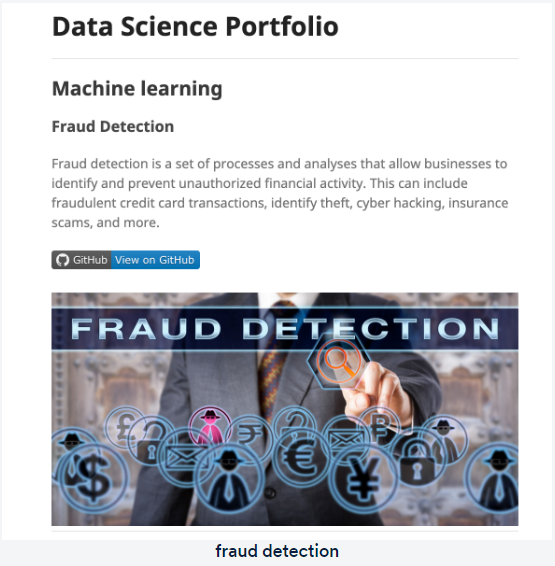 Data Science Portfolio
Machine learning
Fraud Detection
Fraud detection is a set of processes and analyses that allow businesses to
identify and prevent unauthorized financial activity. This can include
fraudulent credit card transactions, identify theft, cyber hacking, insurance
scams, and more.
GitHub View on GitHub
FRAUD DETECTION
£ ₹ ₿
$ € ¥
fraud detection